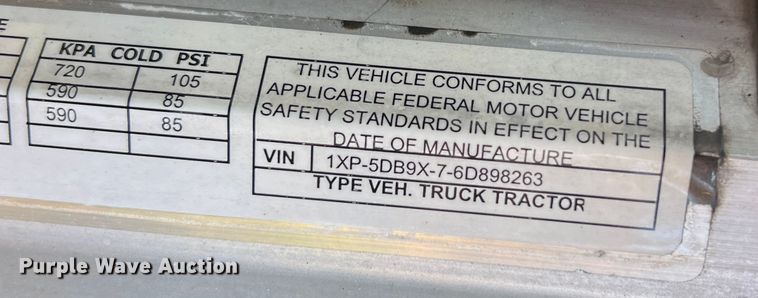 E
KPA COLD PSI
720 105
590 85
590 85
THIS VEHICLE CONFORMS TO ALL
APPLICABLE FEDERAL MOTOR VEHICLE
SAFETY STANDARDS IN EFFECT ON THE
DATE OF MANUFACTURE
VIN 1XP-5DB9X-7-6D898263
TYPE VEH. TRUCK TRACTOR
Purple Wave Auction